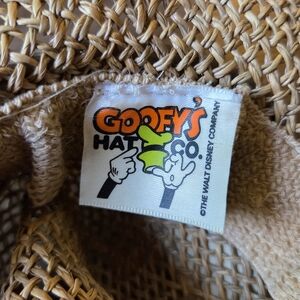 GOOFY'S
HAT CO.
©THE WALT DISNEY COMPANY